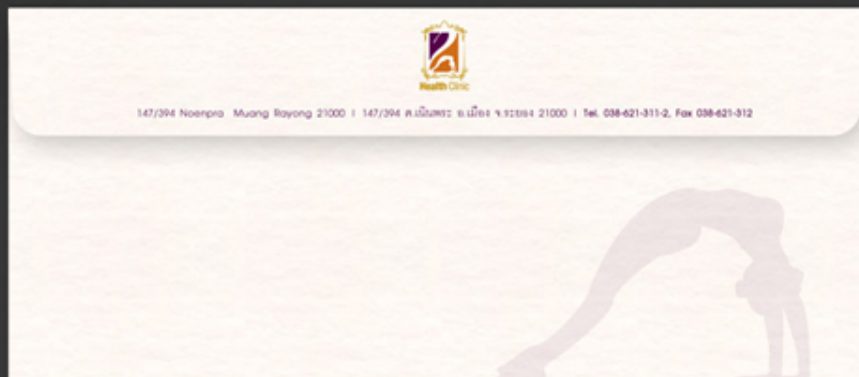 Health Clinic
147/394 Noenpra Muang Rayong 21000 | 147/394 ต.เนินพระ อ.เมือง จ.ระยอง 21000 | Tel. 038-621-311-2, Fax 038-621-312